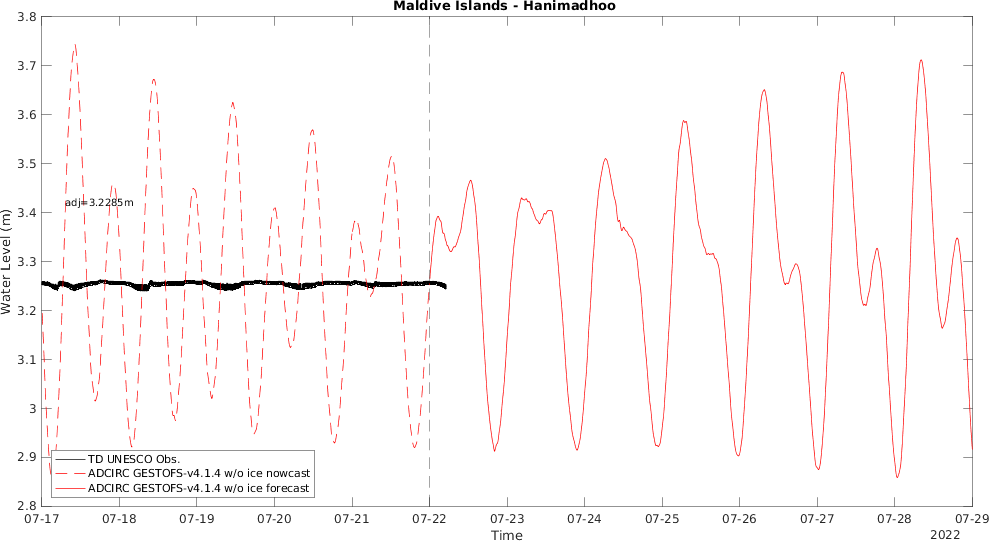 Maldive Islands - Hanimadhoo
3.8
3.7
3.6
3.5
3.4
3.3
3.2
3.1
3
2.9
2.8
Water Level (m)
adj=3.2285m
TD UNESCO Obs.
ADCIRC GESTOFS-v4.1.4 w/o ice nowcast
ADCIRC GESTOFS-v4.1.4 w/o ice forecast
07-17 07-18 07-19 07-20 07-22 07-23 07-24 07-25 07-26 07-27 07-28 07-29
Time
2022